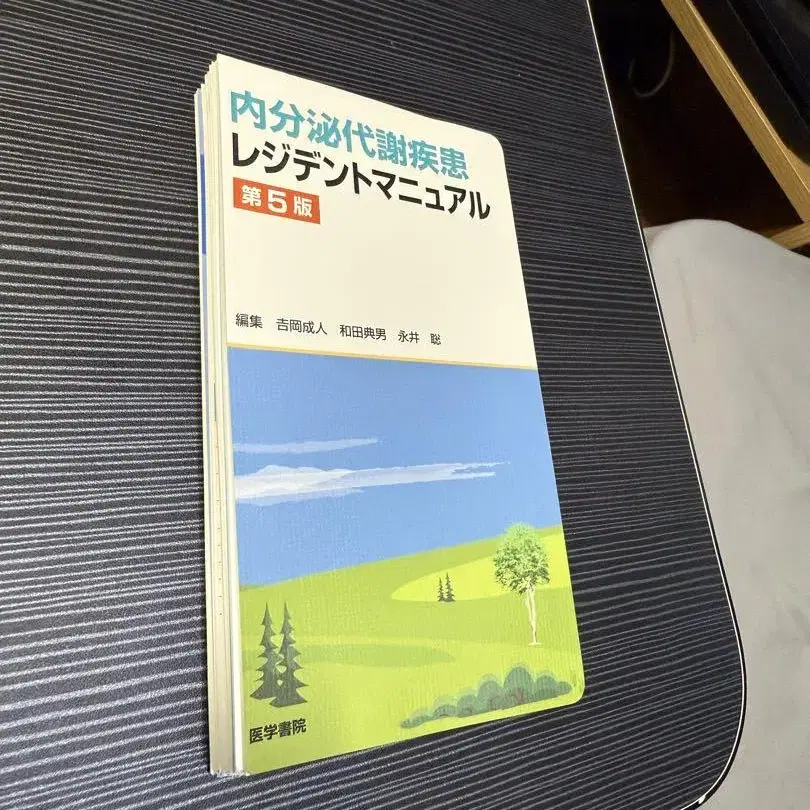 内分泌代謝疾患
レジデントマニュアル
第5版
編集 吉岡成人 和田典男 永井 聡
医学書院